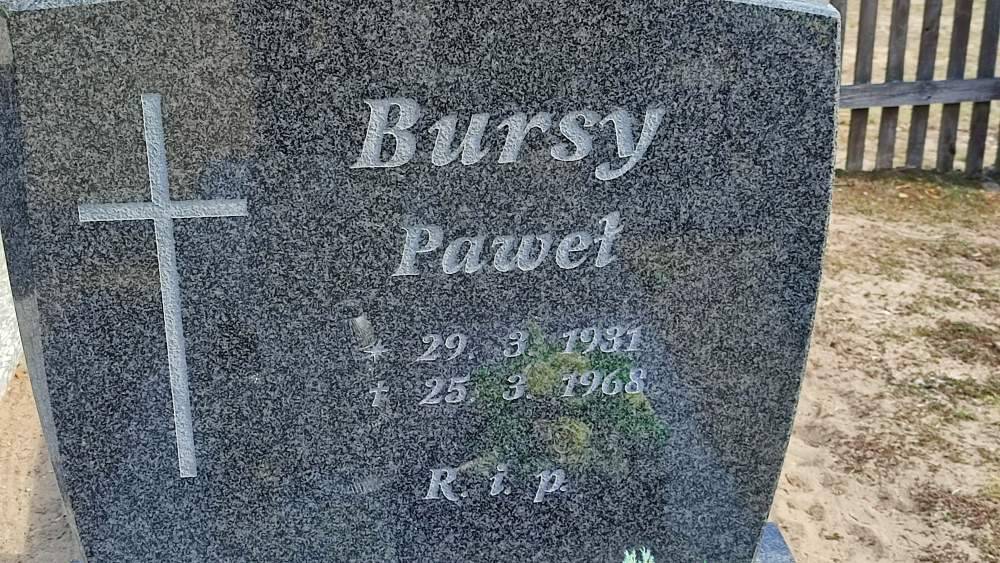 Bursy
Paweł
* 29. 3. 1931
† 25. 3. 1968
R. i. p.